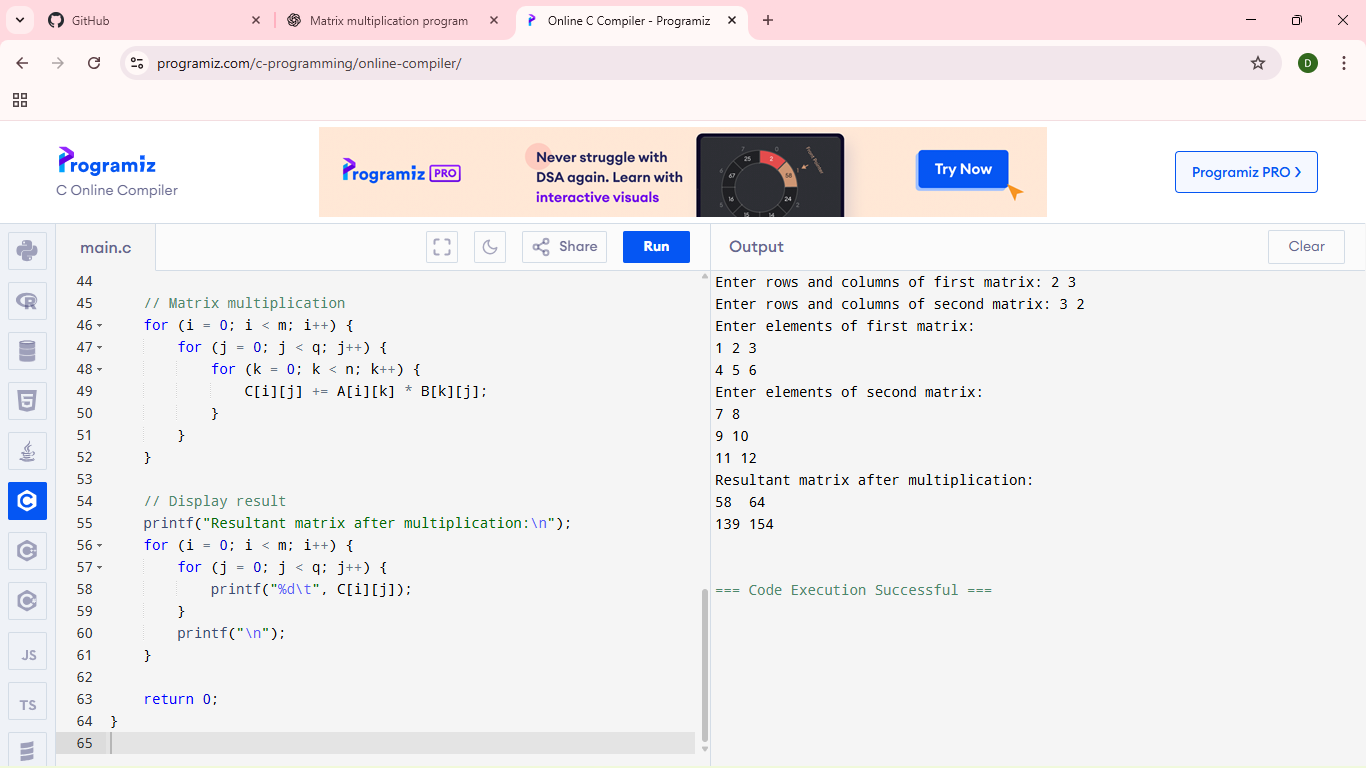 GitHub
Matrix multiplication program
Online C Compiler - Programiz
programiz.com/c-programming/online-compiler/
D
Programiz
C Online Compiler
Programiz PRO
Never struggle with
DSA again. Learn with
interactive visuals
Try Now
Programiz PRO
main.c
Share
Run
Output
Clear
44
45 // Matrix multiplication
46 for (i = 0; i < m; i++) {
47 for (j = 0; j < q; j++) {
48 for (k = 0; k < n; k++) {
49 C[i][j] += A[i][k] * B[k][j];
50 }
51 }
52 }
53
54 // Display result
55 printf("Resultant matrix after multiplication:\n");
56 for (i = 0; i < m; i++) {
57 for (j = 0; j < q; j++) {
58 printf("%d\t", C[i][j]);
59 }
60 printf("\n");
61 }
62
63 return 0;
64 }
65
Enter rows and columns of first matrix: 2 3
Enter rows and columns of second matrix: 3 2
Enter elements of first matrix:
1 2 3
4 5 6
Enter elements of second matrix:
7 8
9 10
11 12
Resultant matrix after multiplication:
58 64
139 154
=== Code Execution Successful ===
JS
TS